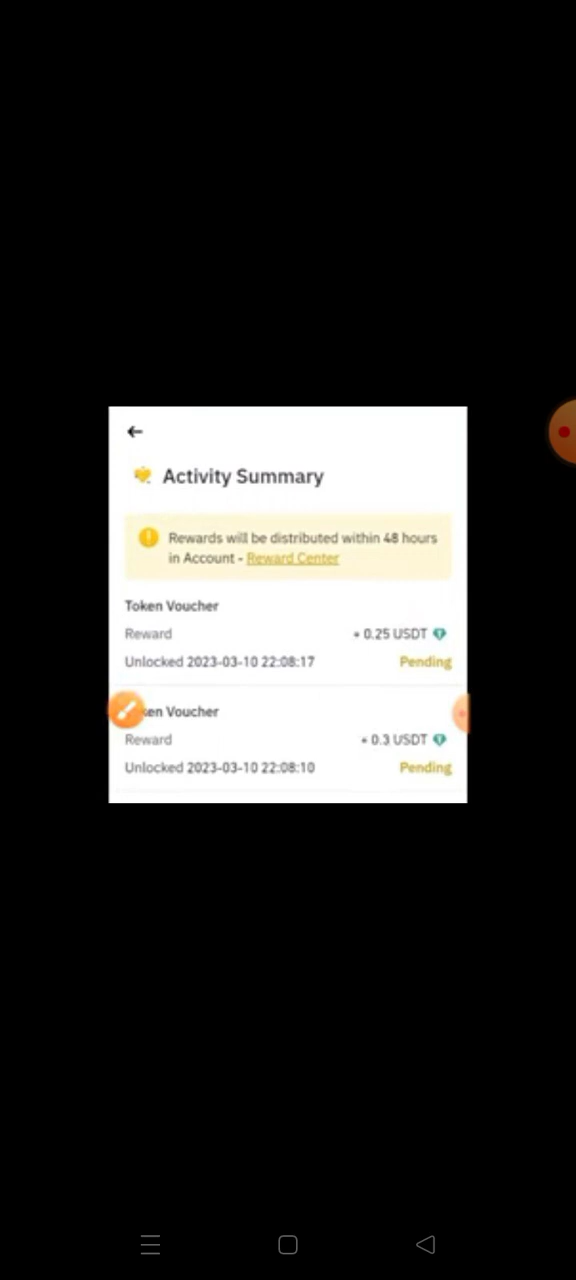 Activity Summary
Rewards will be distributed within 48 hours
in Account - Reward Center
Token Voucher
Reward + 0.25 USDT
Unlocked 2023-03-10 22:08:17 Pending
ken Voucher
Reward + 0.3 USDT
Unlocked 2023-03-10 22:08:10 Pending